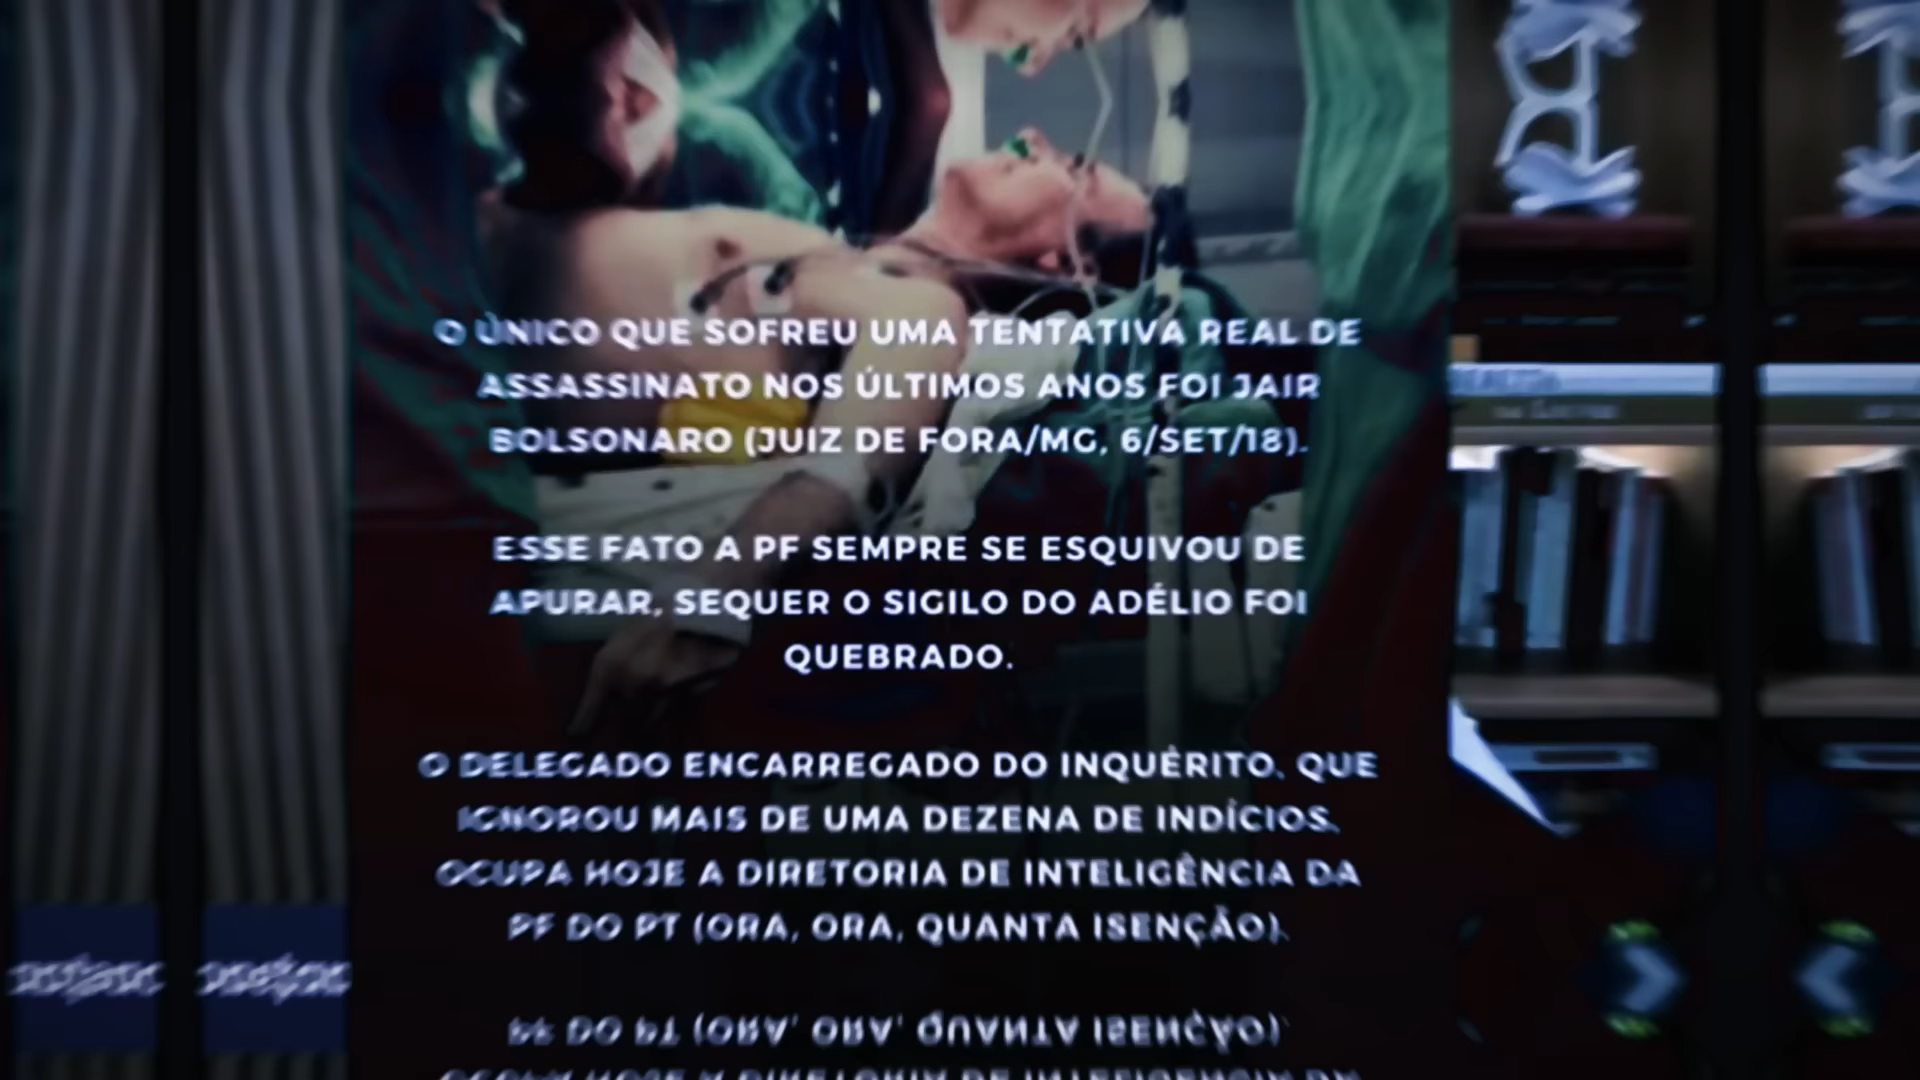 O ÚNICO QUE SOFREU UMA TENTATIVA REAL DE
ASSASSINATO NOS ÚLTIMOS ANOS FOI JAIR
BOLSONARO (JUIZ DE FORA/MG, 6/SET/18).
ESSE FATO A PF SEMPRE SE ESQUIVOU DE
APURAR, SEQUER O SIGILO DO ADÉLIO FOI
QUEBRADO.
O DELEGADO ENCARREGADO DO INQUÉRITO, QUE
IGNOROU MAIS DE UMA DEZENA DE INDÍCIOS,
OCUPA HOJE A DIRETORIA DE INTELIGÊNCIA DA
PF DO PT (ORA, ORA, QUANTA ISENÇÃO).